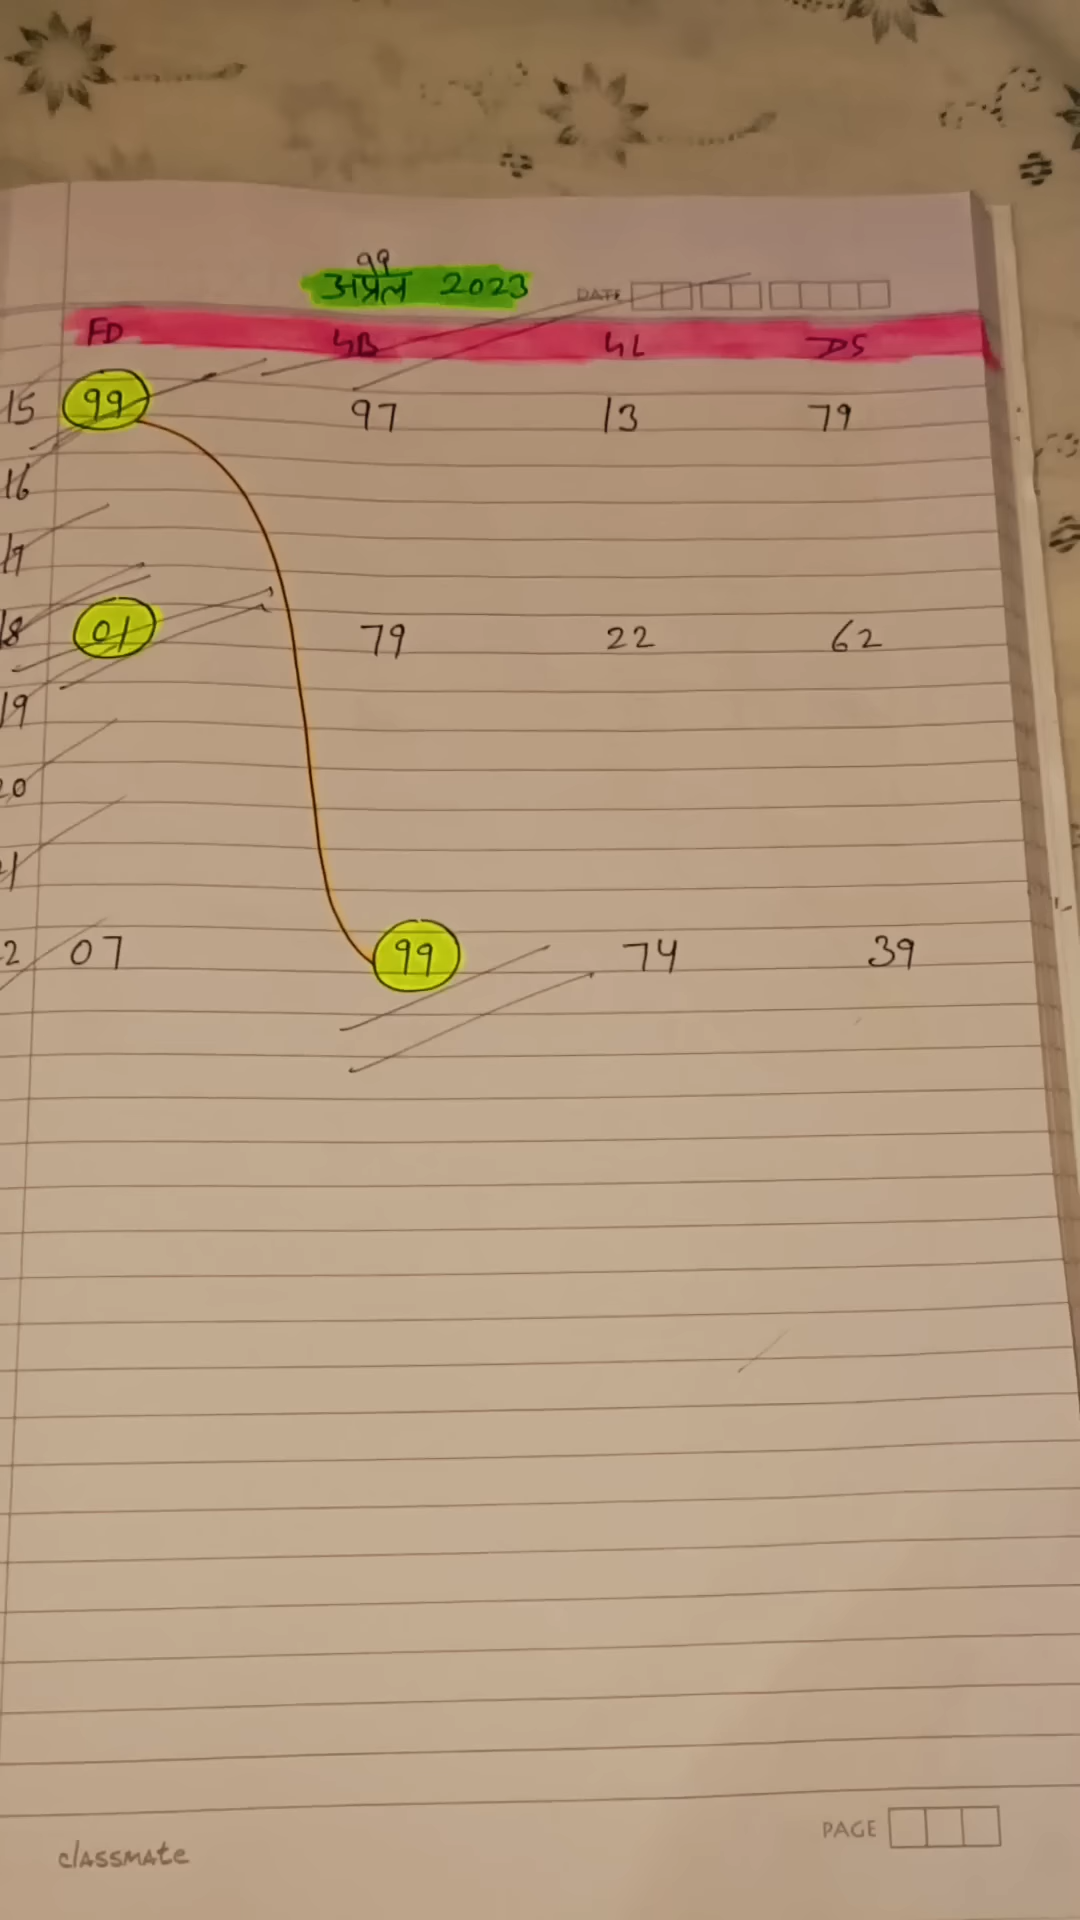 99
अप्रेल 2023 DATE
FD GB GL DS
15 99 97 13 79
16
17
18 01 79 22 62
19
20
21
22 07 99 74 39
classmate PAGE